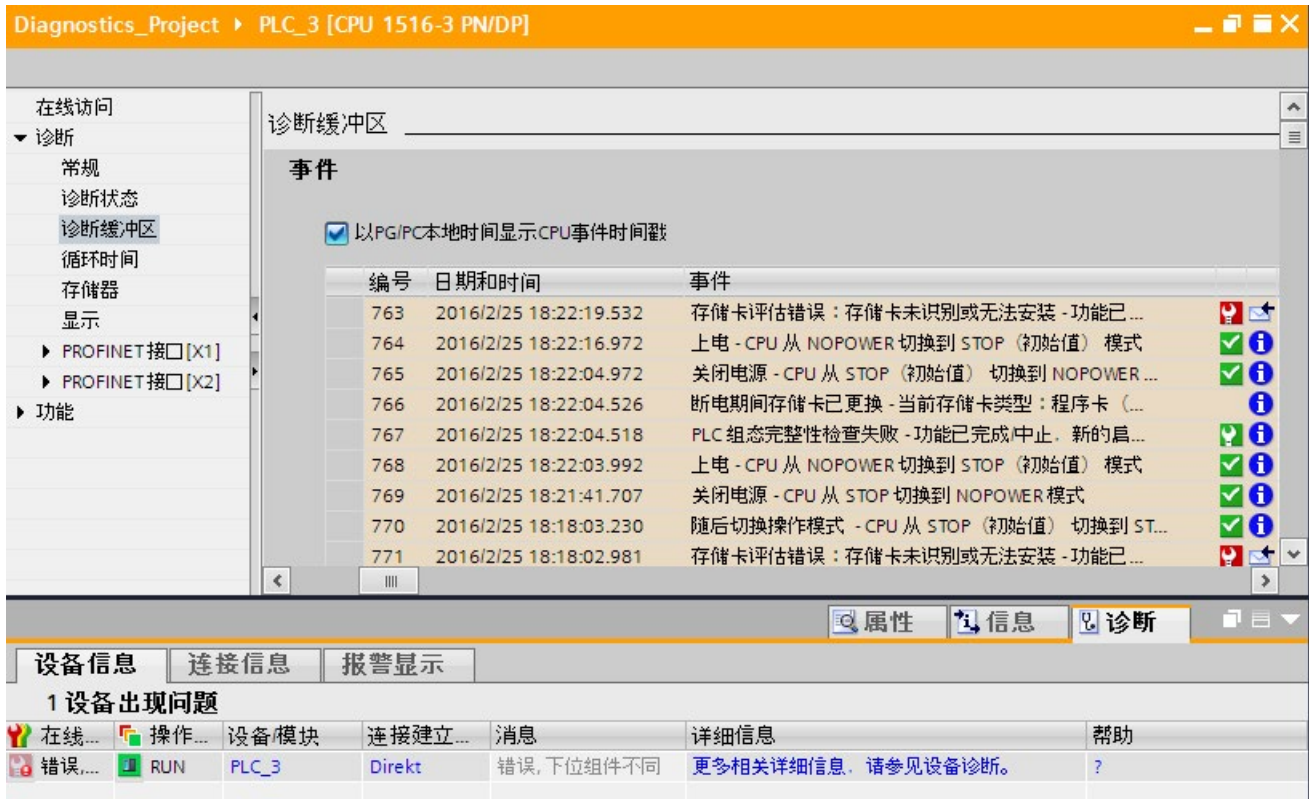 Diagnostics_Project ▸ PLC_3 [CPU 1516-3 PN/DP]
在线访问
诊断
常规
诊断状态
诊断缓冲区
循环时间
存储器
显示
PROFINET接口[X1]
PROFINET接口[X2]
功能
诊断缓冲区
事件
以PG/PC本地时间显示CPU事件时间戳
编号 日期和时间 事件
763 2016/2/25 18:22:19.532 存储卡评估错误：存储卡未识别或无法安装 -功能已 ...
764 2016/2/25 18:22:16.972 上电 - CPU 从 NOPOWER 切换到 STOP（初始值） 模式
765 2016/2/25 18:22:04.972 关闭电源 - CPU 从 STOP（初始值） 切换到 NOPOWER ...
766 2016/2/25 18:22:04.526 断电期间存储卡已更换 -当前存储卡类型：程序卡（...
767 2016/2/25 18:22:04.518 PLC 组态完整性检查失败 -功能已完成/中止，新的启...
768 2016/2/25 18:22:03.992 上电 - CPU 从 NOPOWER 切换到 STOP（初始值） 模式
769 2016/2/25 18:21:41.707 关闭电源 - CPU 从 STOP 切换到 NOPOWER 模式
770 2016/2/25 18:18:03.230 随后切换操作模式 - CPU 从 STOP（初始值） 切换到 ST...
771 2016/2/25 18:18:02.981 存储卡评估错误：存储卡未识别或无法安装 -功能已 ...
属性 信息 诊断
设备信息 连接信息 报警显示
1 设备出现问题
在线... 操作... 设备/模块 连接建立... 消息 详细信息 帮助
错误,... RUN PLC_3 Direkt 错误, 下位组件不同 更多相关详细信息，请参见设备诊断。 ?